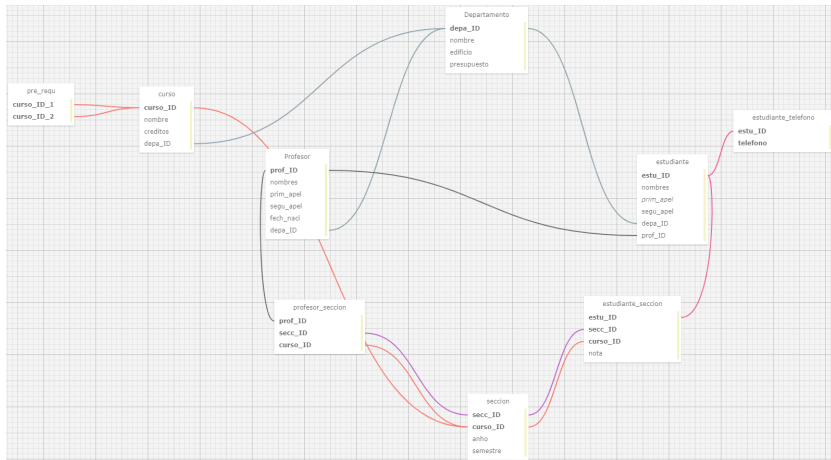 Departamento
depa_ID
nombre
edificio
presupuesto
pre_requ
curso_ID_1
curso_ID_2
curso
curso_ID
nombre
creditos
depa_ID
estudiante_telefono
estu_ID
telefono
Profesor
prof_ID
nombres
prim_apel
segu_apel
fech_naci
depa_ID
estudiante
estu_ID
nombres
prim_apel
segu_apel
depa_ID
prof_ID
profesor_seccion
prof_ID
secc_ID
curso_ID
estudiante_seccion
estu_ID
secc_ID
curso_ID
nota
seccion
secc_ID
curso_ID
anho
semestre